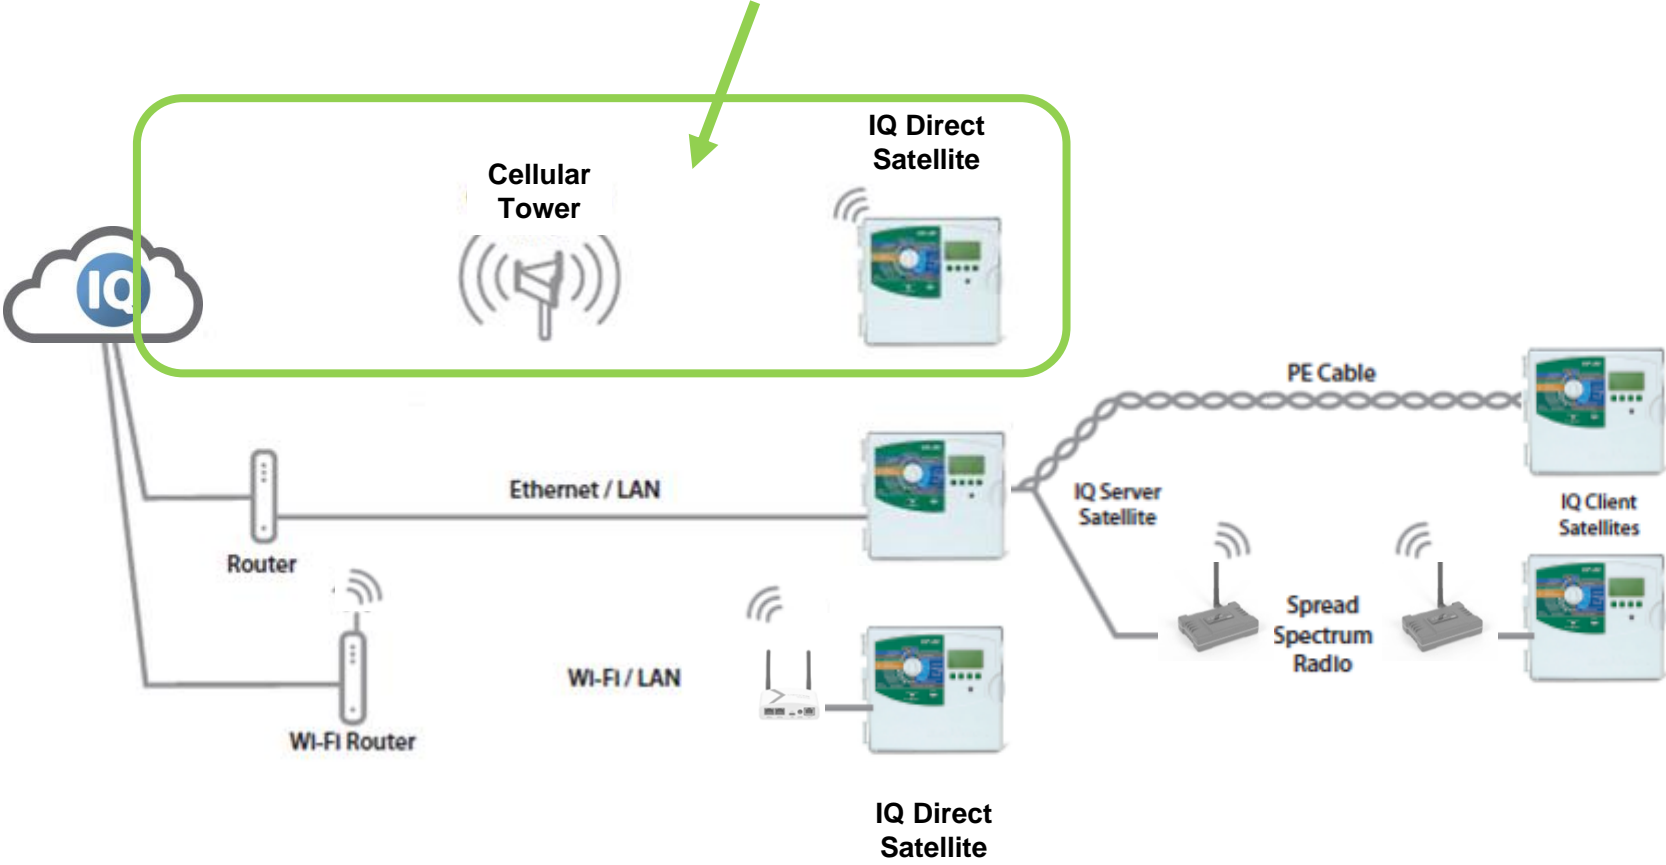 IQ Direct
Satellite
Cellular
Tower
IQ
PE Cable
Ethernet / LAN
IQ Server
Satellite
IQ Client
Satellites
Router
Spread
Spectrum
Radio
Wi-Fi / LAN
Wi-Fi Router
IQ Direct
Satellite